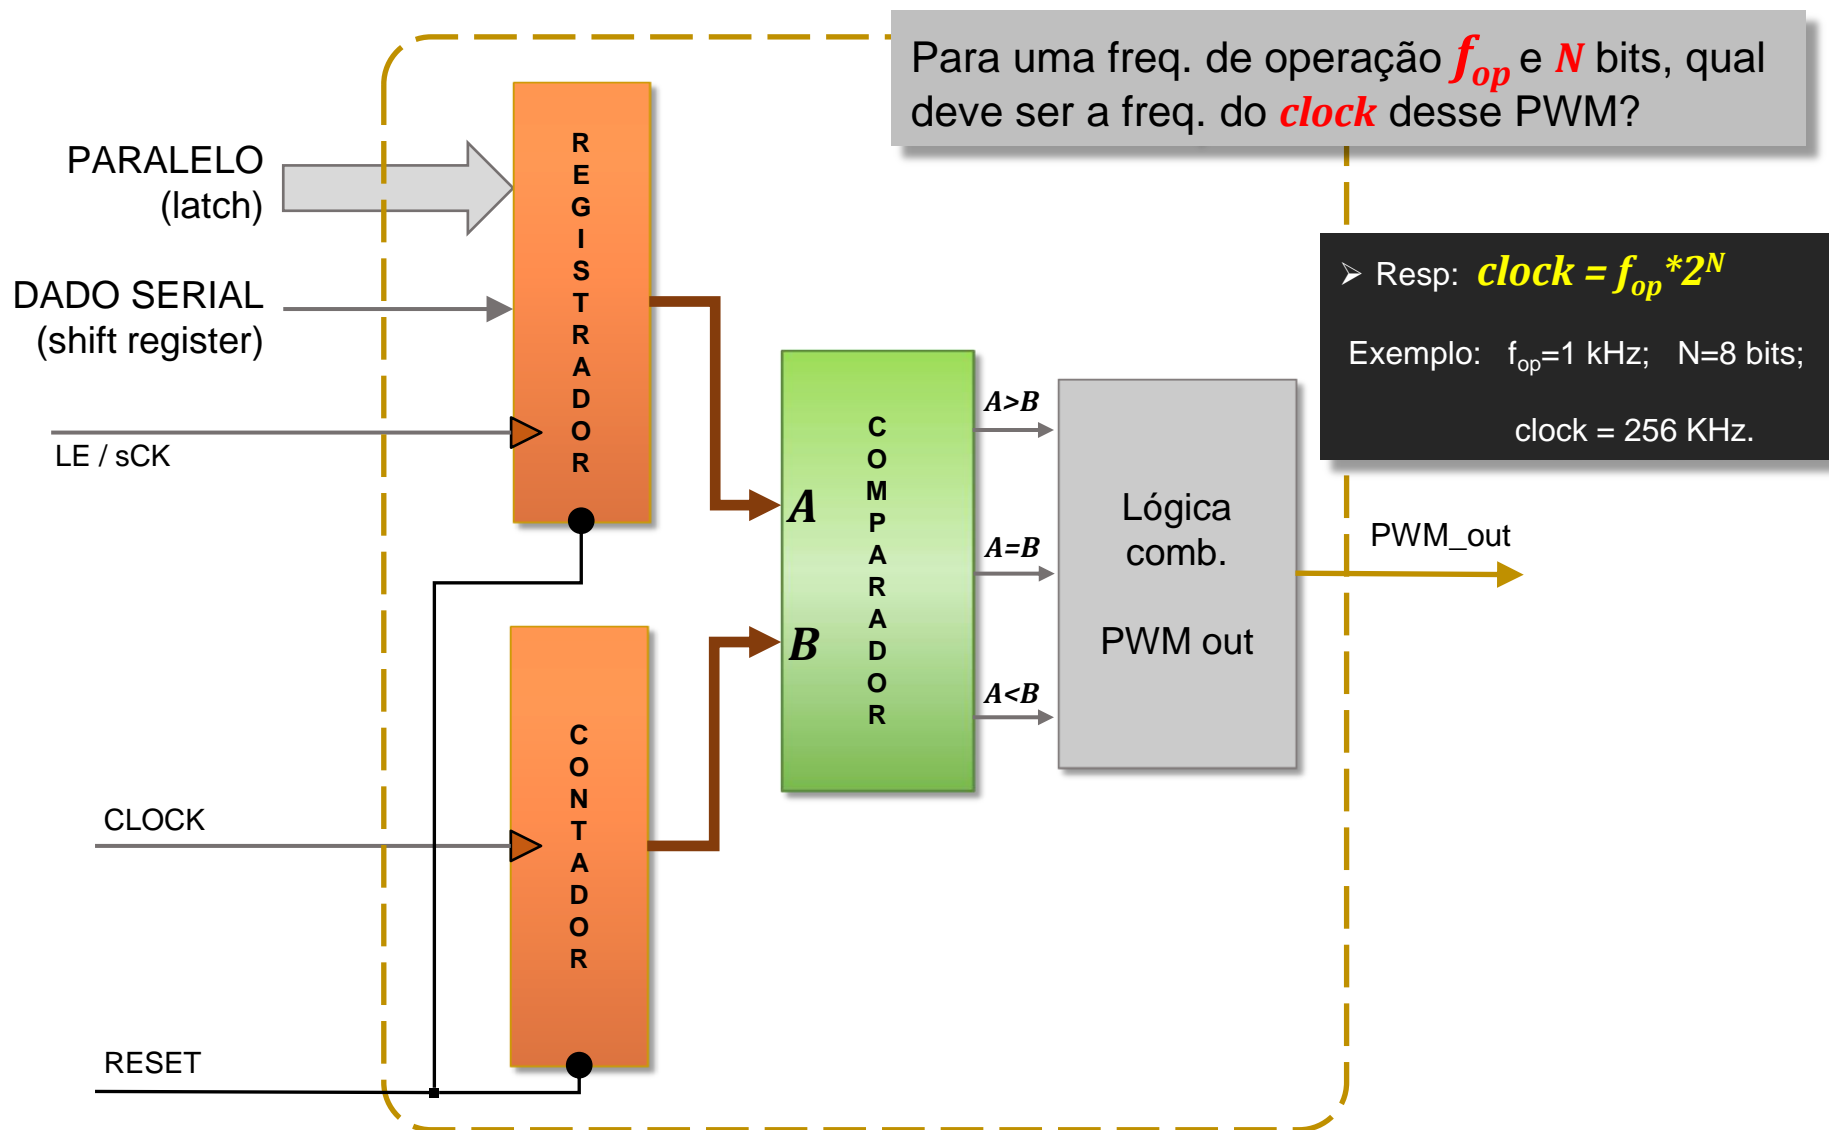 Para uma freq. de operação fop e N bits, qual
deve ser a freq. do clock desse PWM?
PARALELO
(latch)
DADO SERIAL
(shift register)
LE / sCK
REGISTRADOR
➢ Resp: clock = fop*2^N
Exemplo: fop=1 kHz; N=8 bits;
clock = 256 KHz.
A
B
COMPARADOR
A>B
A=B
A<B
Lógica
comb.
PWM out
PWM_out
CONTADOR
CLOCK
RESET